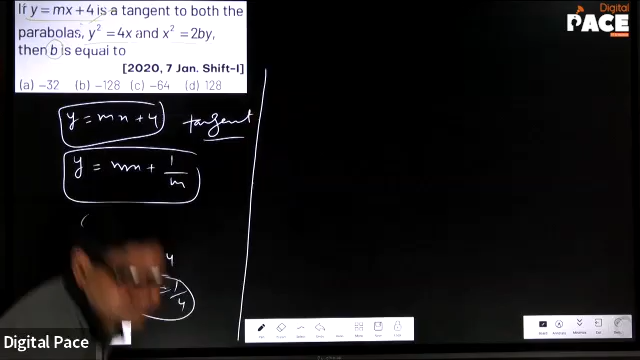 If y = mx + 4 is a tangent to both the
parabolas, y² = 4x and x² = 2by,
then b is equal to
[2020, 7 Jan. Shift-I]
(a) –32 (b) –128 (c) –64 (d) 128
Digital
PACE
y = mx + 4 tangent
y = mx + 1/m
4
= 1/4
Digital Pace